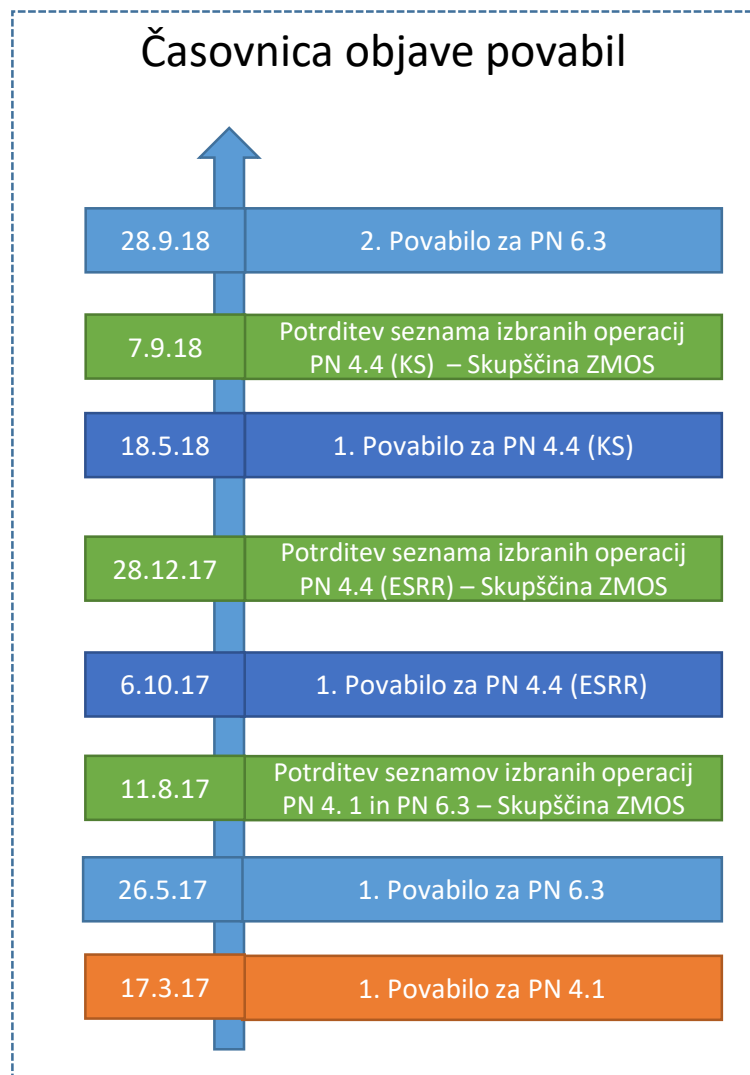 Časovnica objave povabil
28.9.18
2. Povabilo za PN 6.3
7.9.18
Potrditev seznama izbranih operacij
PN 4.4 (KS) – Skupščina ZMOS
18.5.18
1. Povabilo za PN 4.4 (KS)
28.12.17
Potrditev seznama izbranih operacij
PN 4.4 (ESRR) – Skupščina ZMOS
6.10.17
1. Povabilo za PN 4.4 (ESRR)
11.8.17
Potrditev seznamov izbranih operacij
PN 4. 1 in PN 6.3 – Skupščina ZMOS
26.5.17
1. Povabilo za PN 6.3
17.3.17
1. Povabilo za PN 4.1